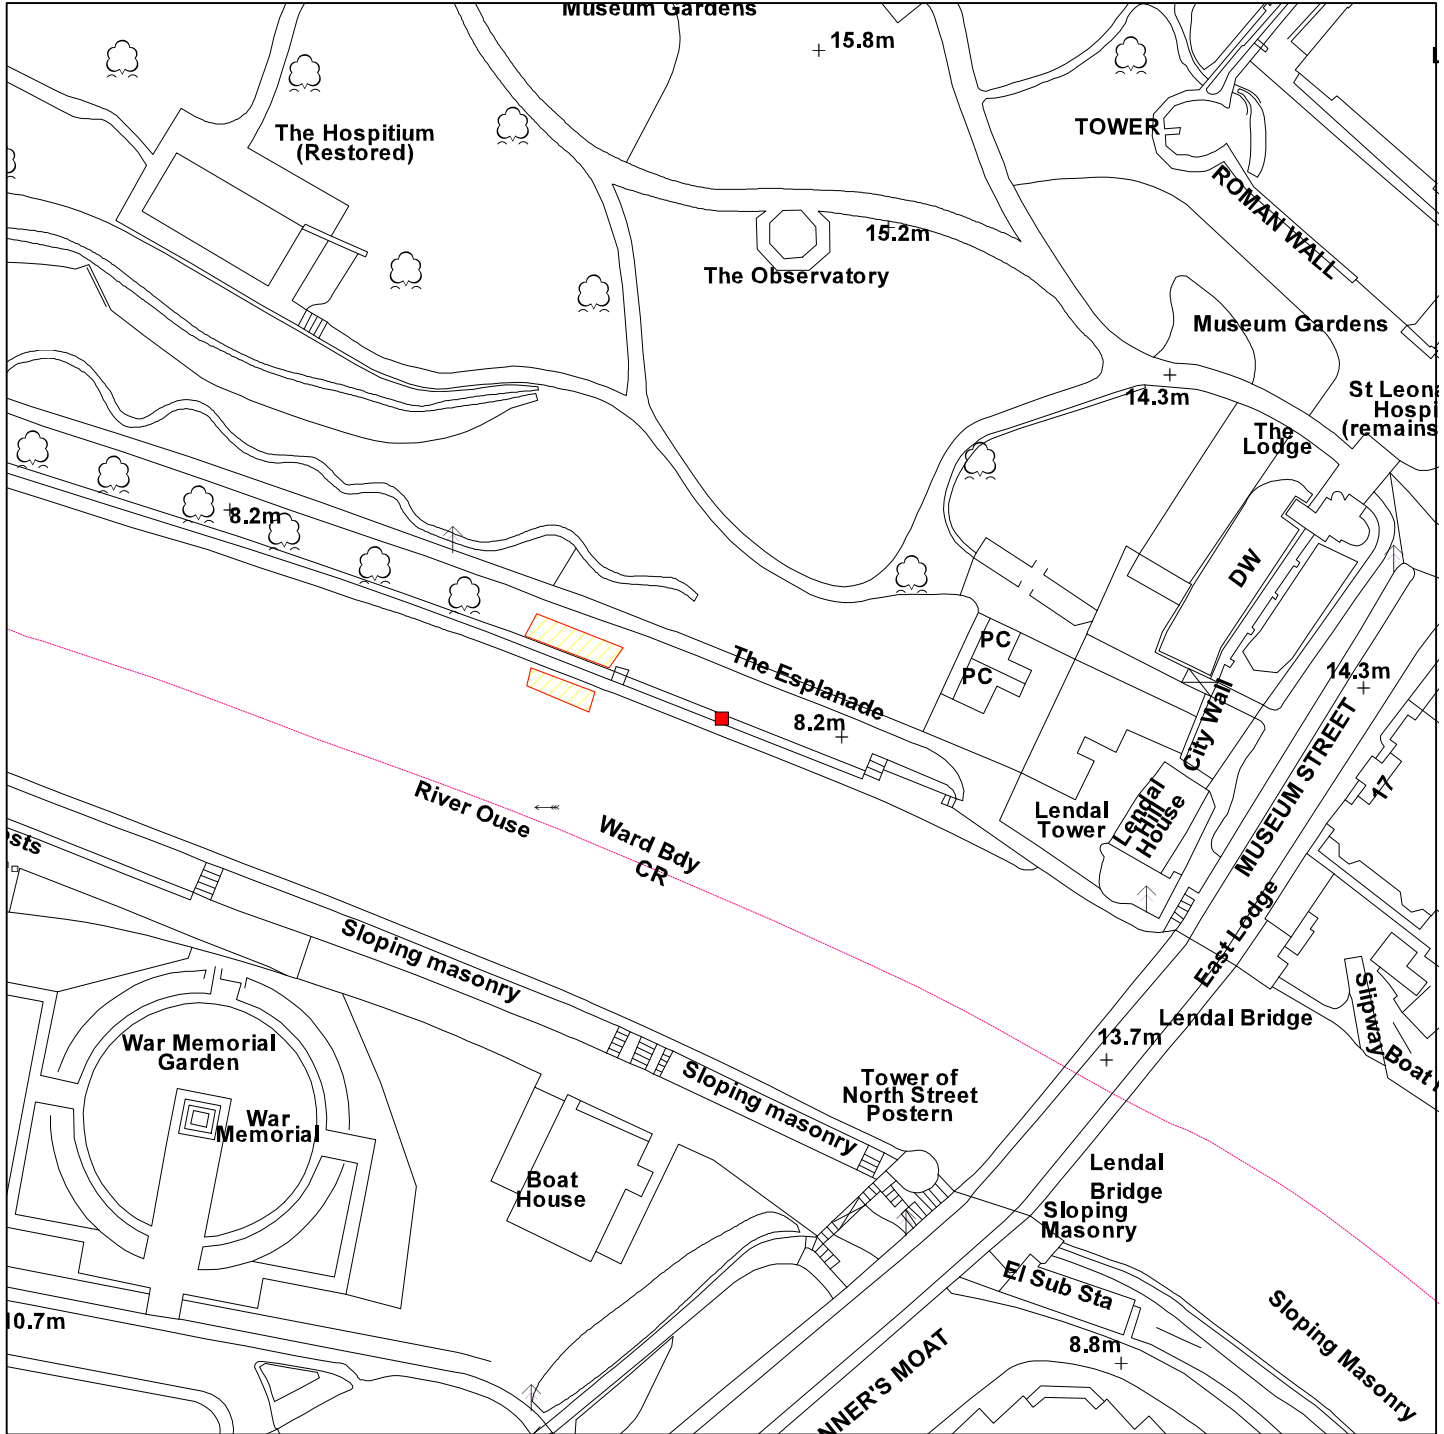 Museum Gardens
15.8m
TOWER
The Hospitium
(Restored)
ROMAN WALL
15.2m
The Observatory
Museum Gardens
14.3m
St Leona
Hospi
(remains
The
Lodge
8.2m
DW
PC
PC
The Esplanade
14.3m
8.2m
City Wall
MUSEUM STREET
17
River Ouse
Ward Bdy
CR
Lendal
Tower
Lendal
Hill
House
osts
East Lodge
Sloping masonry
Slipway
Lendal Bridge
13.7m
Boat
War Memorial
Garden
Tower of
North Street
Postern
Sloping masonry
War
Memorial
Boat
House
Lendal
Bridge
Sloping
Masonry
El Sub Sta
10.7m
Sloping Masonry
8.8m
NNER'S MOAT